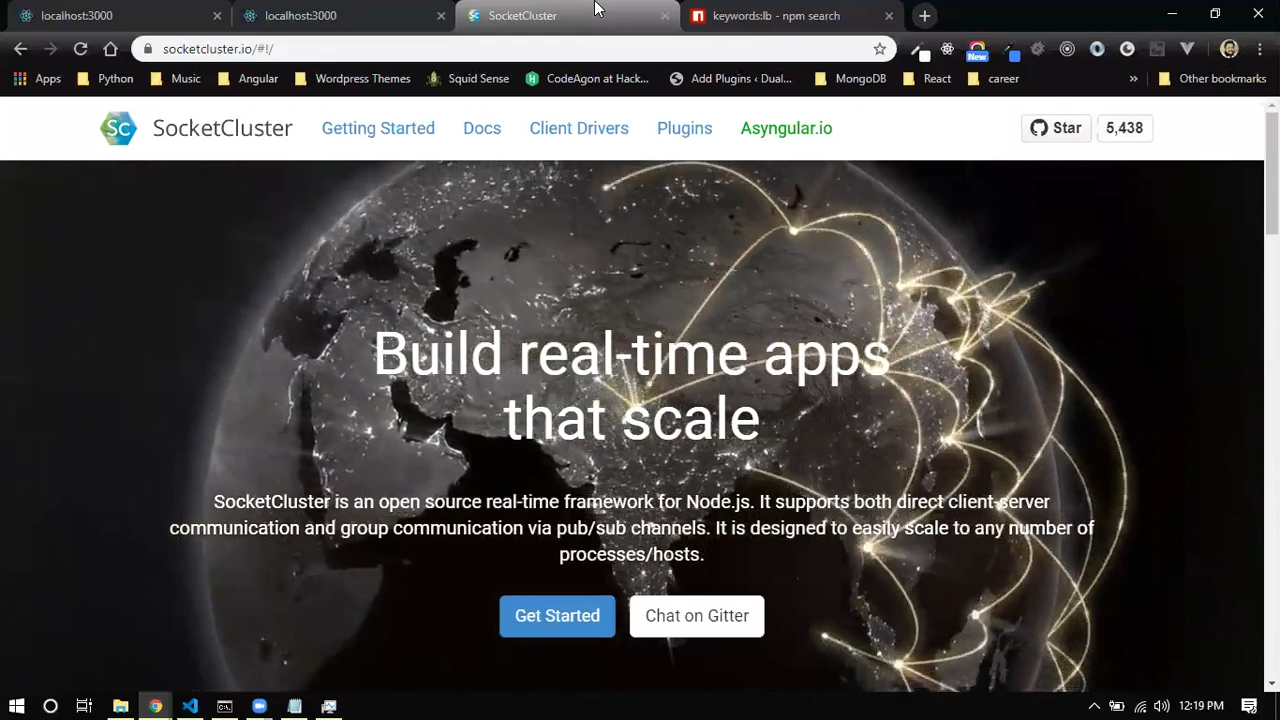 localhost:3000
localhost:3000
SocketCluster
keywords:lb - npm search
socketcluster.io/#!/
New
Apps
Python
Music
Angular
Wordpress Themes
Squid Sense
CodeAgon at Hack...
Add Plugins ‹ Dual...
MongoDB
React
career
»
Other bookmarks
Sc
SocketCluster
Getting Started
Docs
Client Drivers
Plugins
Asyngular.io
Star
5,438
Build real-time apps
that scale
SocketCluster is an open source real-time framework for Node.js. It supports both direct client-server
communication and group communication via pub/sub channels. It is designed to easily scale to any number of
processes/hosts.
Get Started
Chat on Gitter
12:19 PM